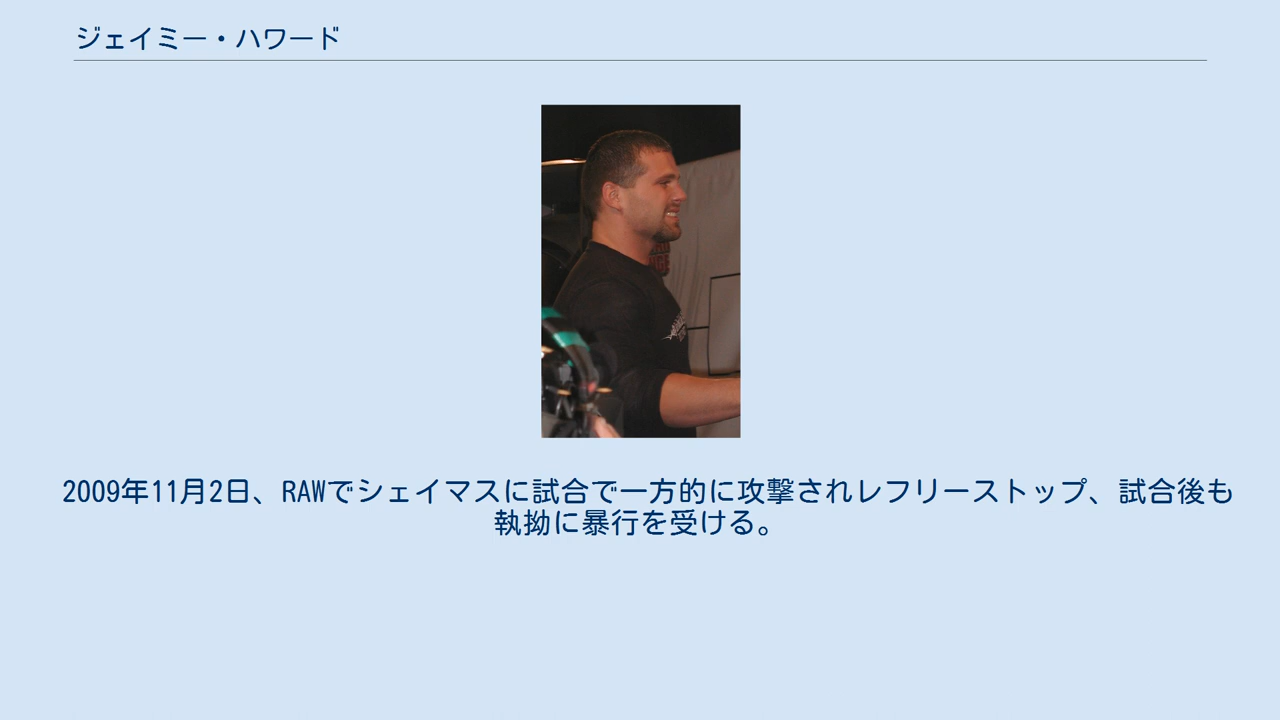 ジェイミー・ハワード
2009年11月2日、RAWでシェイマスに試合で一方的に攻撃されレフリーストップ、試合後も
執拗に暴行を受ける。